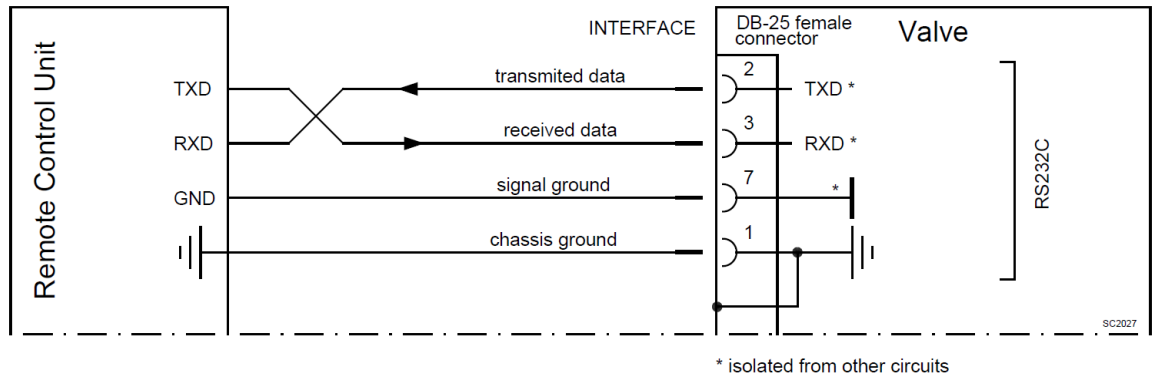 INTERFACE
DB-25 female
connector
Valve
Remote Control Unit
TXD
transmited data
2
TXD *
RXD
received data
3
RXD *
GND
signal ground
7
*
chassis ground
1
RS232C
SC2027
* isolated from other circuits